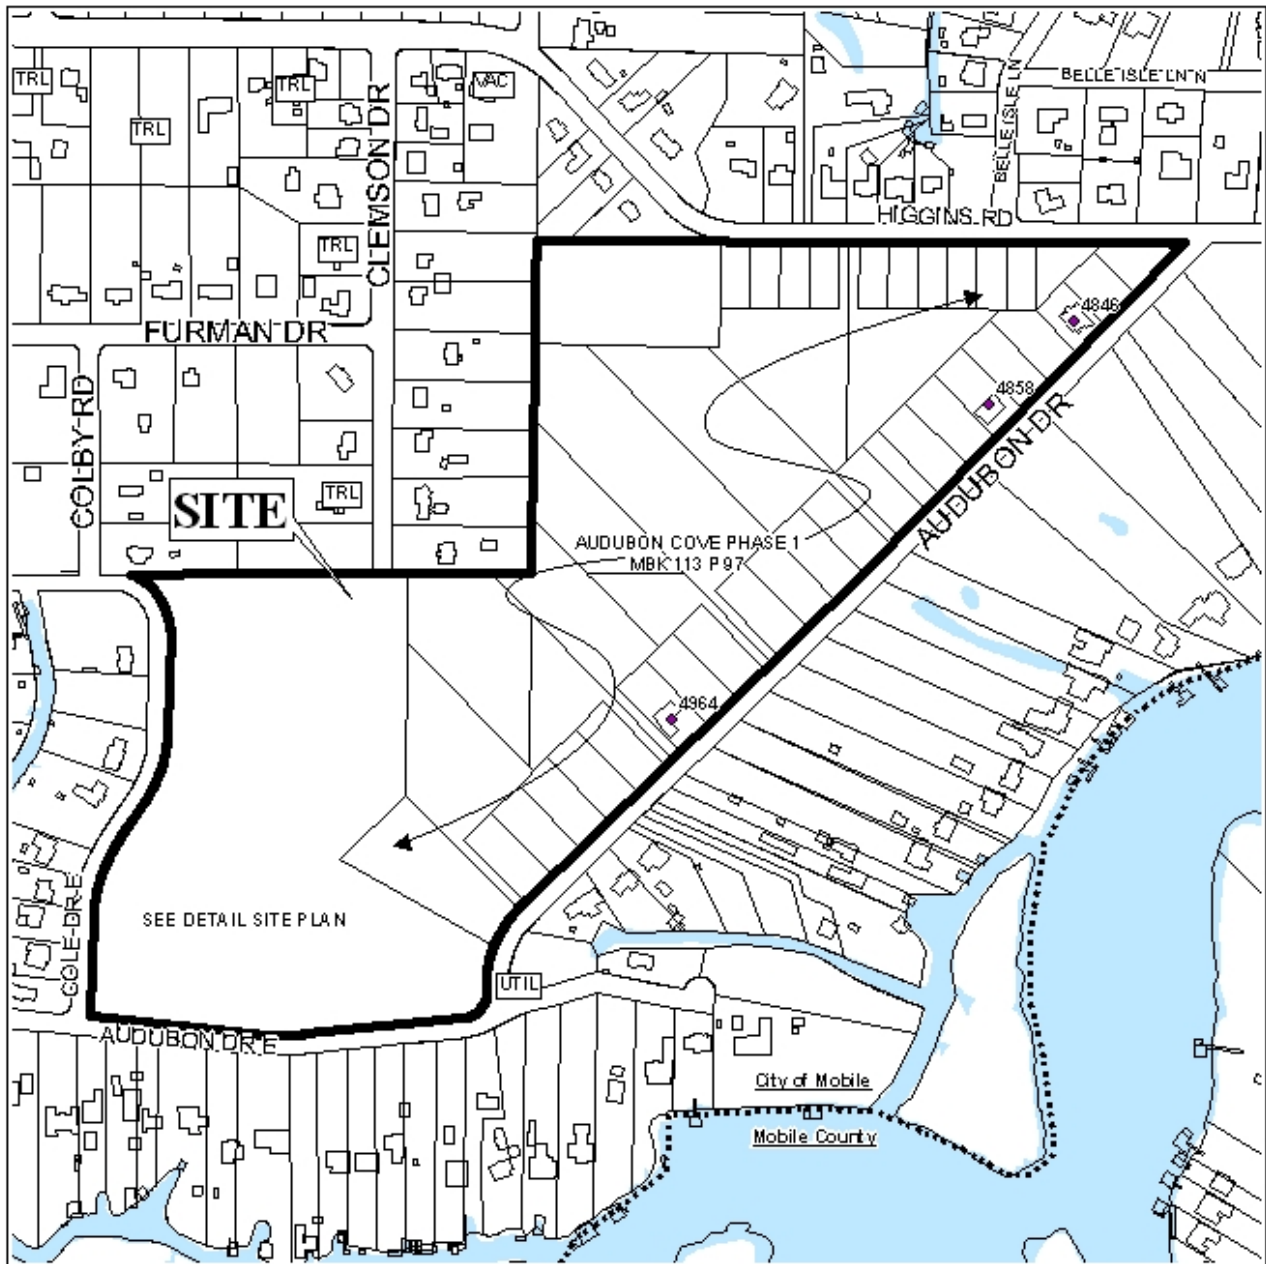 TRL
TRL
VAC
TRL
CLEMSON DR
BELLE ISLE LN N
BELLE ISLE LN
HIGGINS RD
TRL
FURMAN DR
4846
COLBY RD
4858
AUDUBON DR
TRL
SITE
AUDUBON COVE PHASE 1
MBK 113 P 97
4964
COLE DR E
SEE DETAIL SITE PLAN
UTIL
AUDUBON DR E
City of Mobile
Mobile County